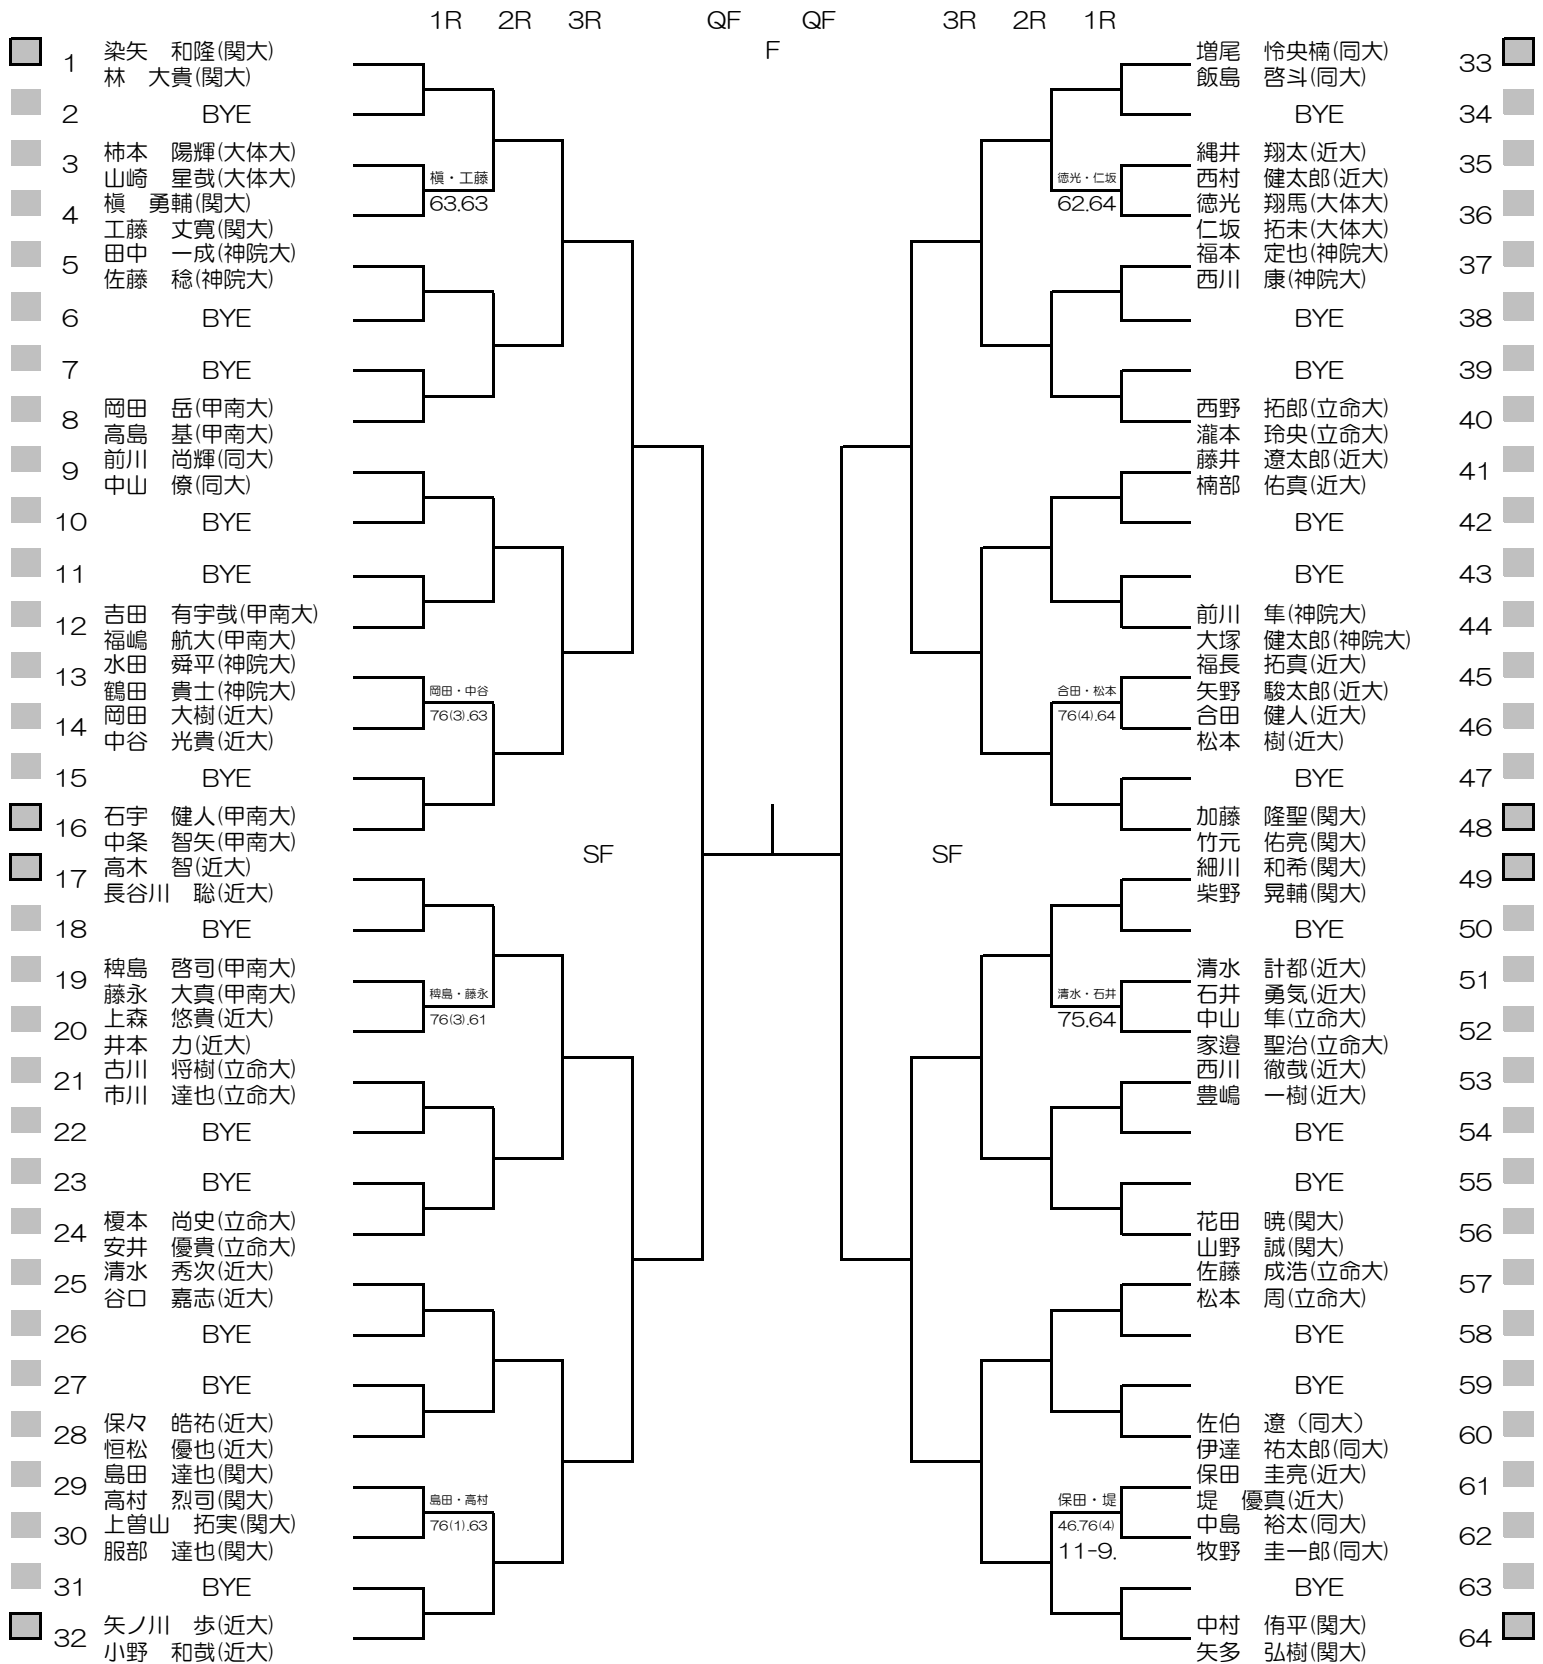 1R 2R 3R QF QF 3R 2R 1R
F
1 染矢 和隆(関大)
林 大貴(関大)
2 BYE
3 柿本 陽輝(大体大)
山崎 星哉(大体大)
槇・工藤
63.63
4 槇 勇輔(関大)
工藤 丈寛(関大)
5 田中 一成(神院大)
佐藤 稔(神院大)
6 BYE
7 BYE
8 岡田 岳(甲南大)
高島 基(甲南大)
9 前川 尚輝(同大)
中山 僚(同大)
10 BYE
11 BYE
12 吉田 有宇哉(甲南大)
福嶋 航大(甲南大)
13 水田 舜平(神院大)
鶴田 貴士(神院大)
岡田・中谷
76(3).63
14 岡田 大樹(近大)
中谷 光貴(近大)
15 BYE
16 石宇 健人(甲南大)
中条 智矢(甲南大)
SF
17 高木 智(近大)
長谷川 聡(近大)
18 BYE
19 稗島 啓司(甲南大)
藤永 大真(甲南大)
稗島・藤永
76(3).61
20 上森 悠貴(近大)
井本 力(近大)
21 古川 将樹(立命大)
市川 達也(立命大)
22 BYE
23 BYE
24 榎本 尚史(立命大)
安井 優貴(立命大)
25 清水 秀次(近大)
谷口 嘉志(近大)
26 BYE
27 BYE
28 保々 皓祐(近大)
恒松 優也(近大)
29 島田 達也(関大)
高村 烈司(関大)
島田・高村
76(1).63
30 上曽山 拓実(関大)
服部 達也(関大)
31 BYE
32 矢ノ川 歩(近大)
小野 和哉(近大)
増尾 怜央楠(同大) 33
飯島 啓斗(同大)
BYE 34
縄井 翔太(近大) 35
西村 健太郎(近大)
徳光・仁坂
62.64
徳光 翔馬(大体大) 36
仁坂 拓未(大体大)
福本 定也(神院大) 37
西川 康(神院大)
BYE 38
BYE 39
西野 拓郎(立命大) 40
瀧本 玲央(立命大)
藤井 遼太郎(近大) 41
楠部 佑真(近大)
BYE 42
BYE 43
前川 隼(神院大) 44
大塚 健太郎(神院大)
福長 拓真(近大) 45
矢野 駿太郎(近大)
合田・松本
76(4).64
合田 健人(近大) 46
松本 樹(近大)
BYE 47
加藤 隆聖(関大) 48
竹元 佑亮(関大)
SF
細川 和希(関大) 49
柴野 晃輔(関大)
BYE 50
清水 計都(近大) 51
石井 勇気(近大)
清水・石井
75.64
中山 隼(立命大) 52
家邉 聖治(立命大)
西川 徹哉(近大) 53
豊嶋 一樹(近大)
BYE 54
BYE 55
花田 暁(関大) 56
山野 誠(関大)
佐藤 成浩(立命大) 57
松本 周(立命大)
BYE 58
BYE 59
佐伯 遼（同大） 60
伊達 祐太郎(同大)
保田 圭亮(近大) 61
堤 優真(近大)
保田・堤
46.76(4)
11-9.
中島 裕太(同大) 62
牧野 圭一郎(同大)
BYE 63
中村 侑平(関大) 64
矢多 弘樹(関大)